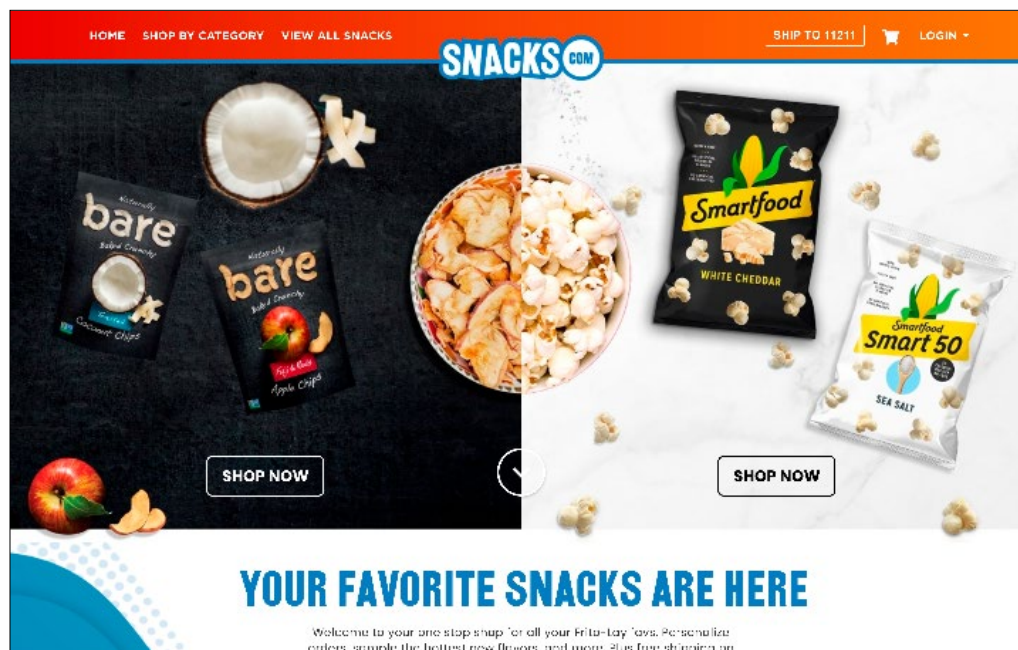 HOME SHOP BY CATEGORY VIEW ALL SNACKS
SNACKS COM
SHIP TO 11211
LOGIN
Naturally
bare
Baked Crunchy
Toasted
Coconut Chips
Naturally
bare
Baked Crunchy
Fuji & Reds
Apple Chips
Smartfood
WHITE CHEDDAR
Smartfood
Smart 50
SEA SALT
SHOP NOW
SHOP NOW
YOUR FAVORITE SNACKS ARE HERE
Welcome to your one stop shop for all your Frito-Lay favs. Personalize
orders, sample the hottest new flavors, and more. Plus free shipping on